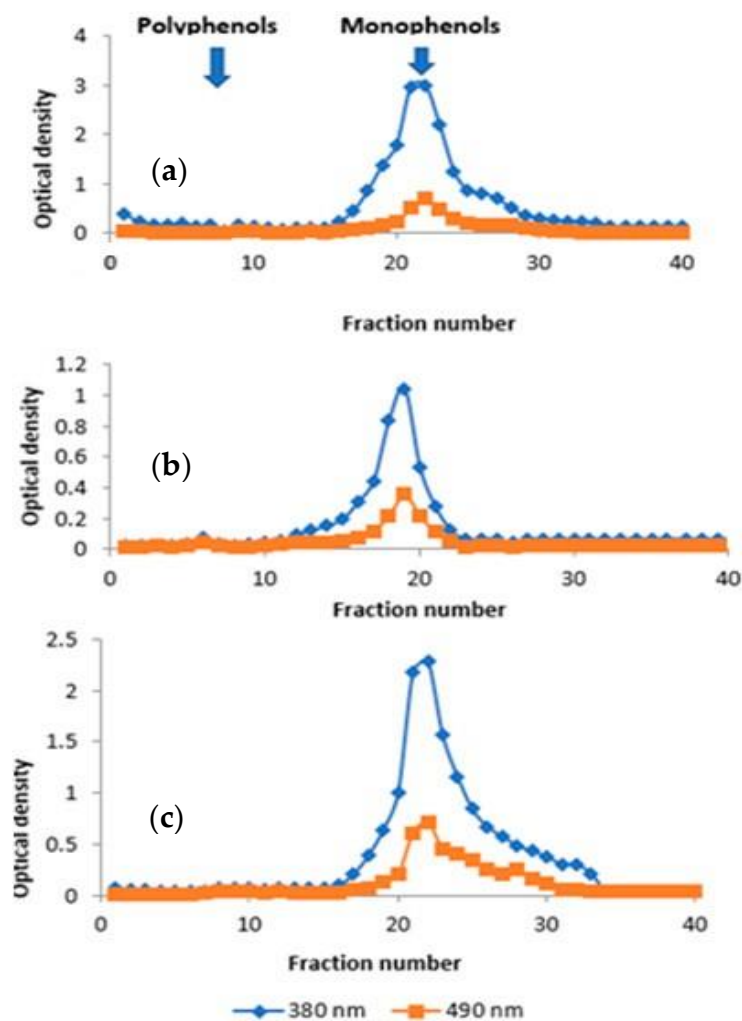 Polyphenols Monophenols
4
3
2
1
0
Optical density
(a)
0 10 20 30 40
Fraction number
1.2
1
0.8
0.6
0.4
0.2
0
Optical density
(b)
0 10 20 30 40
Fraction number
2.5
2
1.5
1
0.5
0
Optical density
(c)
0 10 20 30 40
Fraction number
380 nm 490 nm